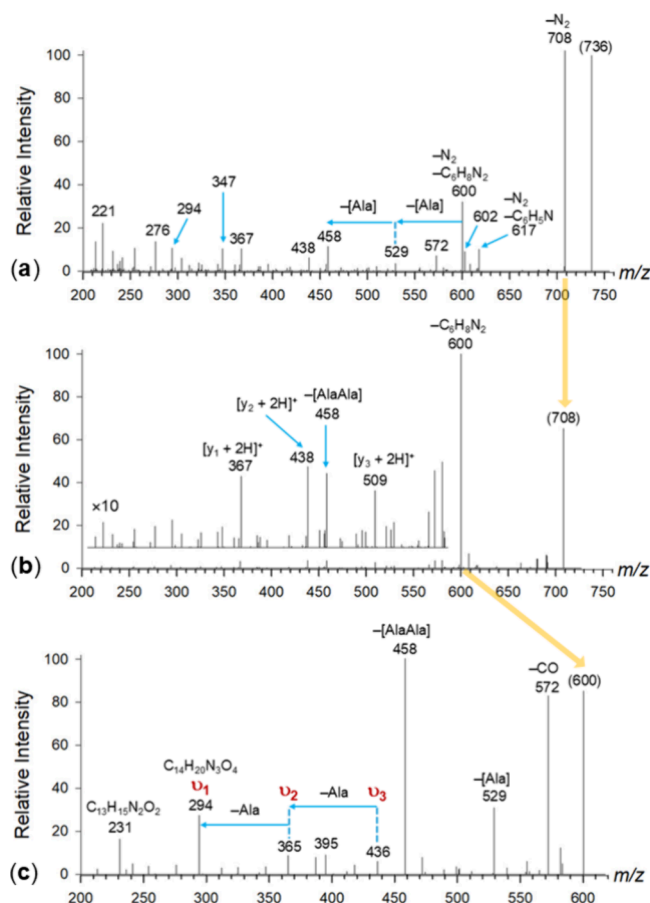 –N₂
708
(736)
100
80
60
40
20
0
Relative Intensity
–N₂
–C₆H₈N₂
600
347
294
221
276
367
–[Ala]
–[Ala]
438
458
529
572
602
–N₂
–C₆H₅N
617
(a)
200 250 300 350 400 450 500 550 600 650 700 750
m/z
–C₆H₈N₂
600
100
80
60
40
20
0
Relative Intensity
(708)
[y₂ + 2H]⁺
–[AlaAla]
458
[y₁ + 2H]⁺
367
438
[y₃ + 2H]⁺
509
×10
(b)
200 250 300 350 400 450 500 550 600 650 700 750
m/z
–[AlaAla]
458
–CO
572
(600)
100
80
60
40
20
0
Relative Intensity
C₁₄H₂₀N₃O₄
υ₁
294
υ₂
υ₃
–Ala
–Ala
C₁₃H₁₅N₂O₂
231
365
395
436
–[Ala]
529
(c)
200 250 300 350 400 450 500 550 600
m/z